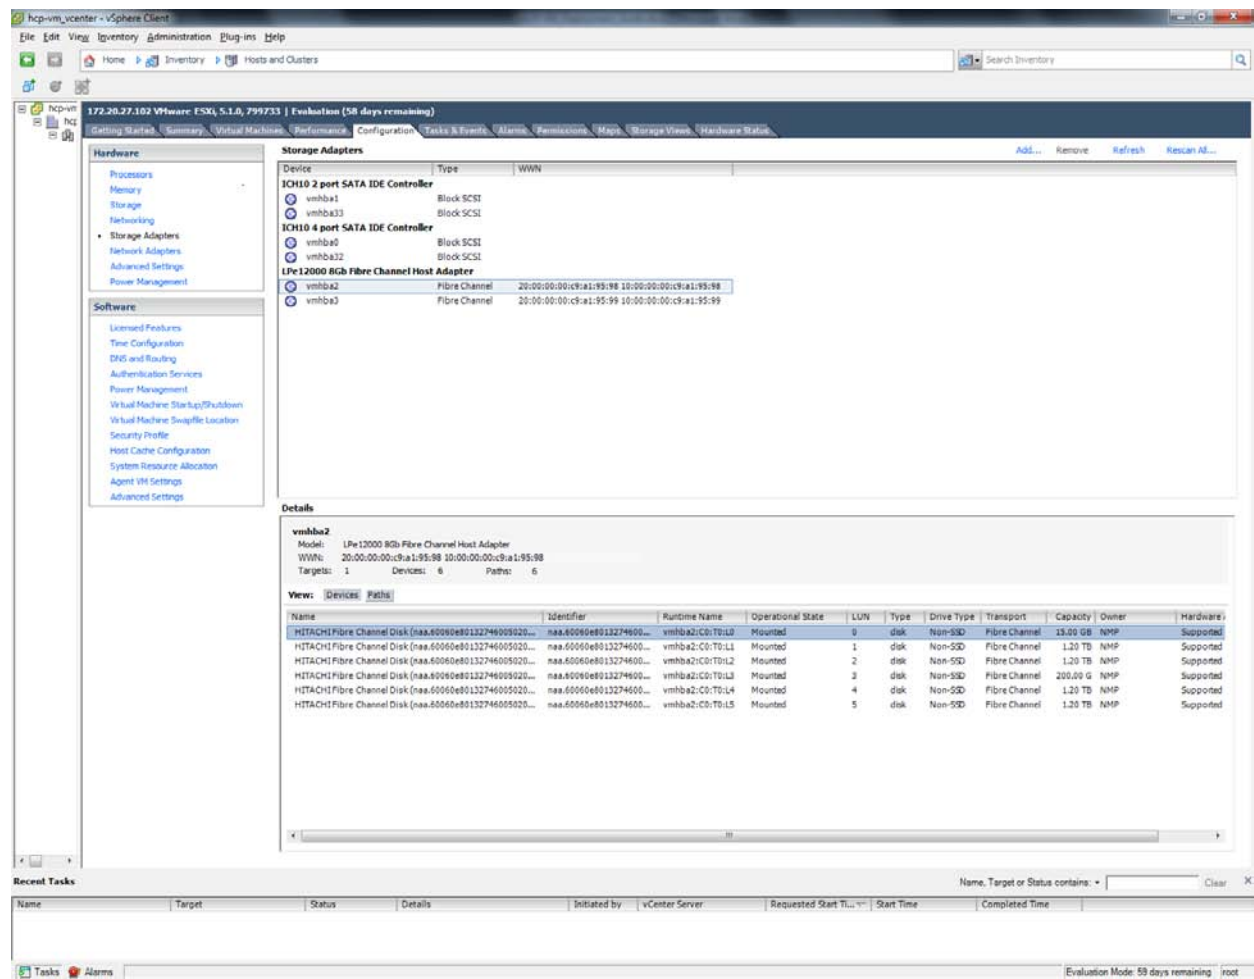 hcp-vm_vcenter - vSphere Client
File Edit View Inventory Administration Plug-ins Help
Home Inventory Hosts and Clusters
Search Inventory
hcp-vm
hcp
172.20.27.102 VMware ESXi, 5.1.0, 799733 | Evaluation (58 days remaining)
Getting Started Summary Virtual Machines Performance Configuration Tasks & Events Alarms Permissions Maps Storage Views Hardware Status
Hardware
Processors
Memory
Storage
Networking
Storage Adapters
Network Adapters
Advanced Settings
Power Management
Software
Licensed Features
Time Configuration
DNS and Routing
Authentication Services
Power Management
Virtual Machine Startup/Shutdown
Virtual Machine Swapfile Location
Security Profile
Host Cache Configuration
System Resource Allocation
Agent VM Settings
Advanced Settings
Storage Adapters
Add... Remove Refresh Rescan All...
Device Type WWN
ICH10 2 port SATA IDE Controller
vmhba1 Block SCSI
vmhba33 Block SCSI
ICH10 4 port SATA IDE Controller
vmhba0 Block SCSI
vmhba32 Block SCSI
LPe12000 8Gb Fibre Channel Host Adapter
vmhba2 Fibre Channel 20:00:00:00:c9:a1:95:98 10:00:00:00:c9:a1:95:98
vmhba3 Fibre Channel 20:00:00:00:c9:a1:95:99 10:00:00:00:c9:a1:95:99
Details
vmhba2
Model: LPe12000 8Gb Fibre Channel Host Adapter
WWN: 20:00:00:00:c9:a1:95:98 10:00:00:00:c9:a1:95:98
Targets: 1 Devices: 6 Paths: 6
View: Devices Paths
Name Identifier Runtime Name Operational State LUN Type Drive Type Transport Capacity Owner Hardware
HITACHI Fibre Channel Disk (naa.60060e80132746005020... naa.60060e8013274600... vmhba2:C0:T0:L0 Mounted 0 disk Non-SSD Fibre Channel 15.00 GB NMP Supported
HITACHI Fibre Channel Disk (naa.60060e80132746005020... naa.60060e8013274600... vmhba2:C0:T0:L1 Mounted 1 disk Non-SSD Fibre Channel 1.20 TB NMP Supported
HITACHI Fibre Channel Disk (naa.60060e80132746005020... naa.60060e8013274600... vmhba2:C0:T0:L2 Mounted 2 disk Non-SSD Fibre Channel 1.20 TB NMP Supported
HITACHI Fibre Channel Disk (naa.60060e80132746005020... naa.60060e8013274600... vmhba2:C0:T0:L3 Mounted 3 disk Non-SSD Fibre Channel 200.00 G NMP Supported
HITACHI Fibre Channel Disk (naa.60060e80132746005020... naa.60060e8013274600... vmhba2:C0:T0:L4 Mounted 4 disk Non-SSD Fibre Channel 1.20 TB NMP Supported
HITACHI Fibre Channel Disk (naa.60060e80132746005020... naa.60060e8013274600... vmhba2:C0:T0:L5 Mounted 5 disk Non-SSD Fibre Channel 1.20 TB NMP Supported
Recent Tasks
Name, Target or Status contains: Clear
Name Target Status Details Initiated by vCenter Server Requested Start Ti... Start Time Completed Time
Tasks Alarms
Evaluation Mode: 59 days remaining root